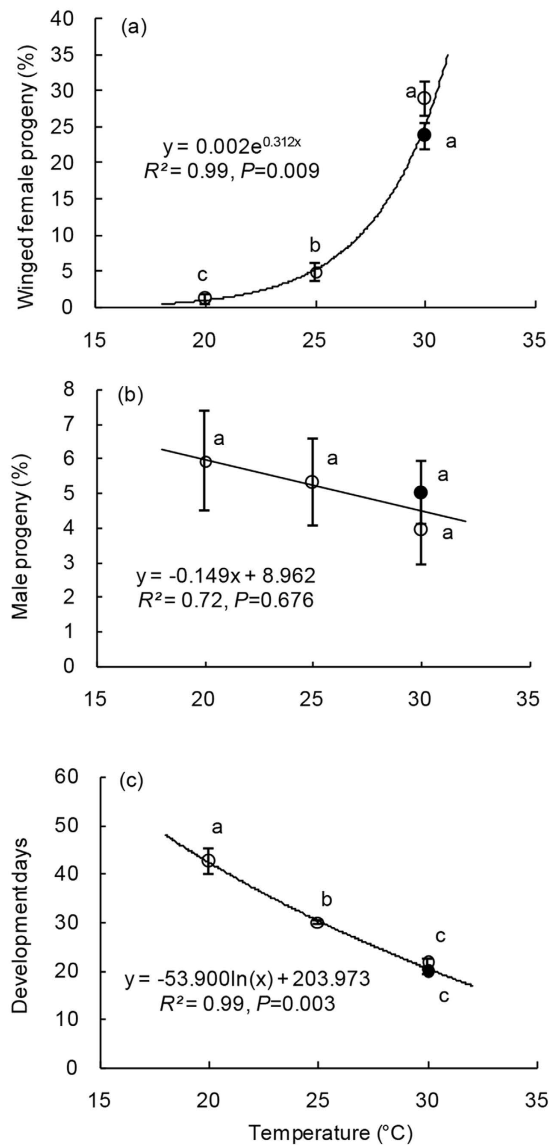 (a)
Winged female progeny (%)
40
35
30
25
20
15
10
5
0
a
a
b
c
y = 0.002e^0.312x
R² = 0.99, P=0.009
15 20 25 30 35
(b)
Male progeny (%)
8
7
6
5
4
3
2
1
0
a
a
a
a
y = -0.149x + 8.962
R² = 0.72, P=0.676
15 20 25 30 35
(c)
Development days
60
50
40
30
20
10
0
a
b
c
c
y = -53.900ln(x) + 203.973
R² = 0.99, P=0.003
15 20 25 30 35
Temperature (°C)